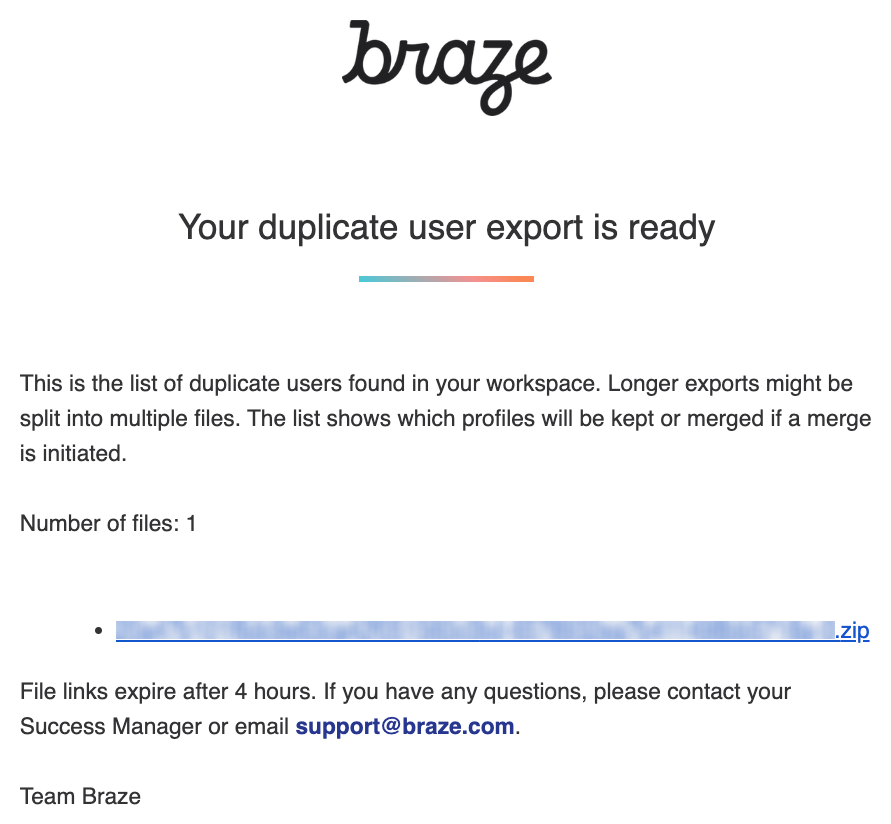 braze
Your duplicate user export is ready
This is the list of duplicate users found in your workspace. Longer exports might be
split into multiple files. The list shows which profiles will be kept or merged if a merge
is initiated.
Number of files: 1
• .zip
File links expire after 4 hours. If you have any questions, please contact your
Success Manager or email support@braze.com.
Team Braze